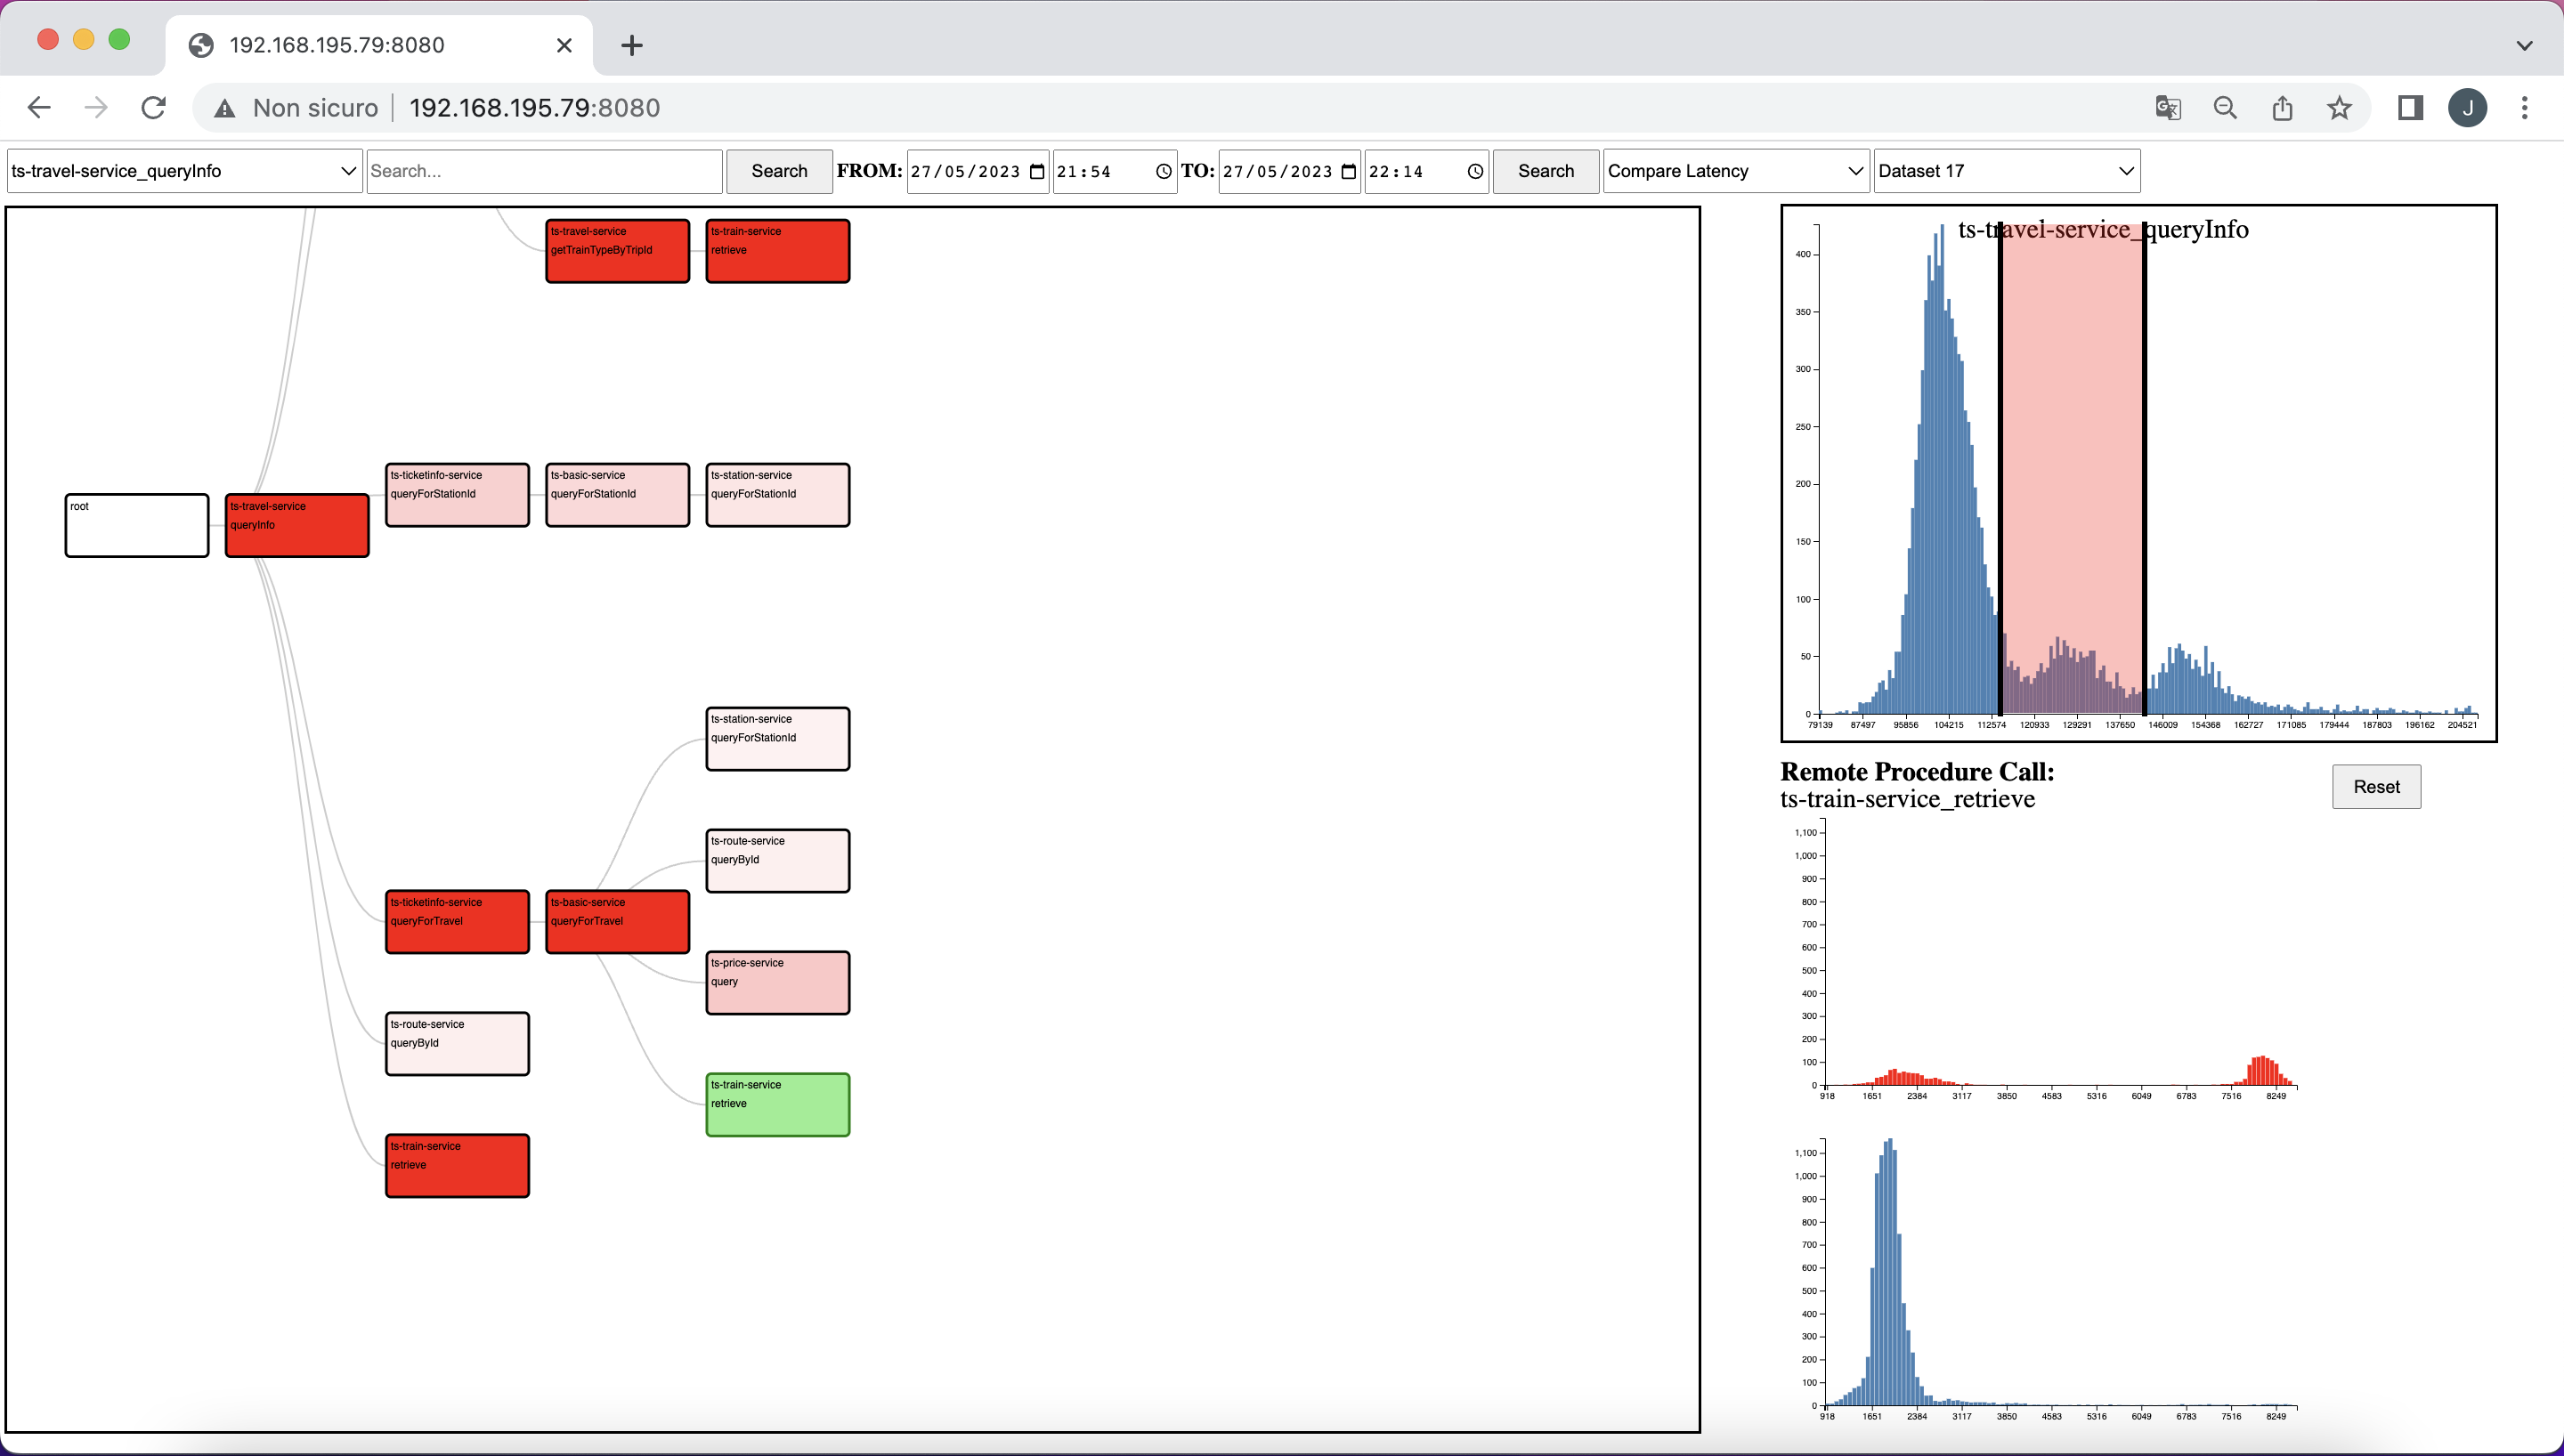 192.168.195.79:8080
Non sicuro 192.168.195.79:8080
J
ts-travel-service_queryInfo Search... Search FROM: 27/05/2023 21:54 TO: 27/05/2023 22:14 Search Compare Latency Dataset 17
ts-travel-service
getTrainTypeByTripId
ts-train-service
retrieve
root
ts-travel-service
queryInfo
ts-ticketinfo-service
queryForStationId
ts-basic-service
queryForStationId
ts-station-service
queryForStationId
ts-station-service
queryForStationId
ts-route-service
queryById
ts-ticketinfo-service
queryForTravel
ts-basic-service
queryForTravel
ts-price-service
query
ts-route-service
queryById
ts-train-service
retrieve
ts-train-service
retrieve
ts-travel-service_queryInfo
400
350
300
250
200
150
100
50
0
79139 87497 95856 104215 112574 120933 129291 137650 146009 154368 162727 171085 179444 187803 196162 204521
Remote Procedure Call:
ts-train-service_retrieve
Reset
1,100
1,000
900
800
700
600
500
400
300
200
100
0
918 1651 2384 3117 3850 4583 5316 6049 6783 7516 8249
1,100
1,000
900
800
700
600
500
400
300
200
100
0
918 1651 2384 3117 3850 4583 5316 6049 6783 7516 8249